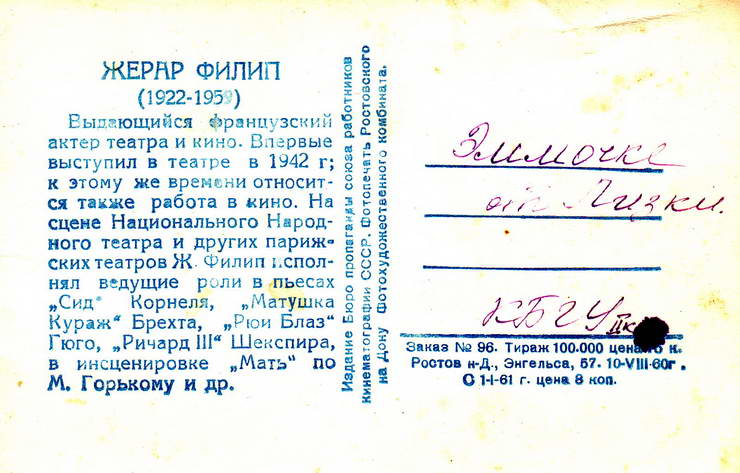 ЖЕРАР ФИЛИП
(1922-1959)
Выдающийся французский
актер театра и кино. Впервые
выступил в театре в 1942 г;
к этому же времени относит-
ся также работа в кино. На
сцене Национального Народ-
ного театра и других париж-
ских театров Ж. Филип испол-
нял ведущие роли в пьесах
„Сид" Корнеля, „Матушка
Кураж" Брехта, „Рюи Блаз"
Гюго, „Ричард III" Шекспира,
в инсценировке „Мать" по
М. Горькому и др.
Издание Бюро пропаганды союза работников
кинематографии СССР. Фотопечать Ростовского
на Дону Фотохудожественного комбината.
Эммочке
от Лизки.
КБГУ IIк
Заказ № 96. Тираж 100.000 цена к.
Ростов н-Д., Энгельса, 57. 10-VIII-60г.
С 1-I-61 г. цена 8 коп.